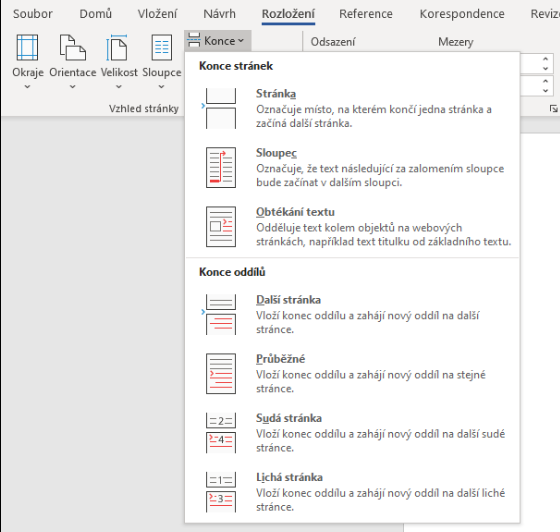 Soubor Domů Vložení Návrh Rozložení Reference Korespondence Reviz
Konce
Odsazení Mezery
Okraje Orientace Velikost Sloupce
Vzhled stránky
Konce stránek
Stránka
Označuje místo, na kterém končí jedna stránka a
začíná další stránka.
Sloupec
Označuje, že text následující za zalomením sloupce
bude začínat v dalším sloupci.
Obtékání textu
Odděluje text kolem objektů na webových
stránkách, například text titulku od základního textu.
Konce oddílů
Další stránka
Vloží konec oddílu a zahájí nový oddíl na další
stránce.
Průběžné
Vloží konec oddílu a zahájí nový oddíl na stejné
stránce.
=2=
=4=
Sudá stránka
Vloží konec oddílu a zahájí nový oddíl na další sudé
stránce.
=1=
=3=
Lichá stránka
Vloží konec oddílu a zahájí nový oddíl na další liché
stránce.